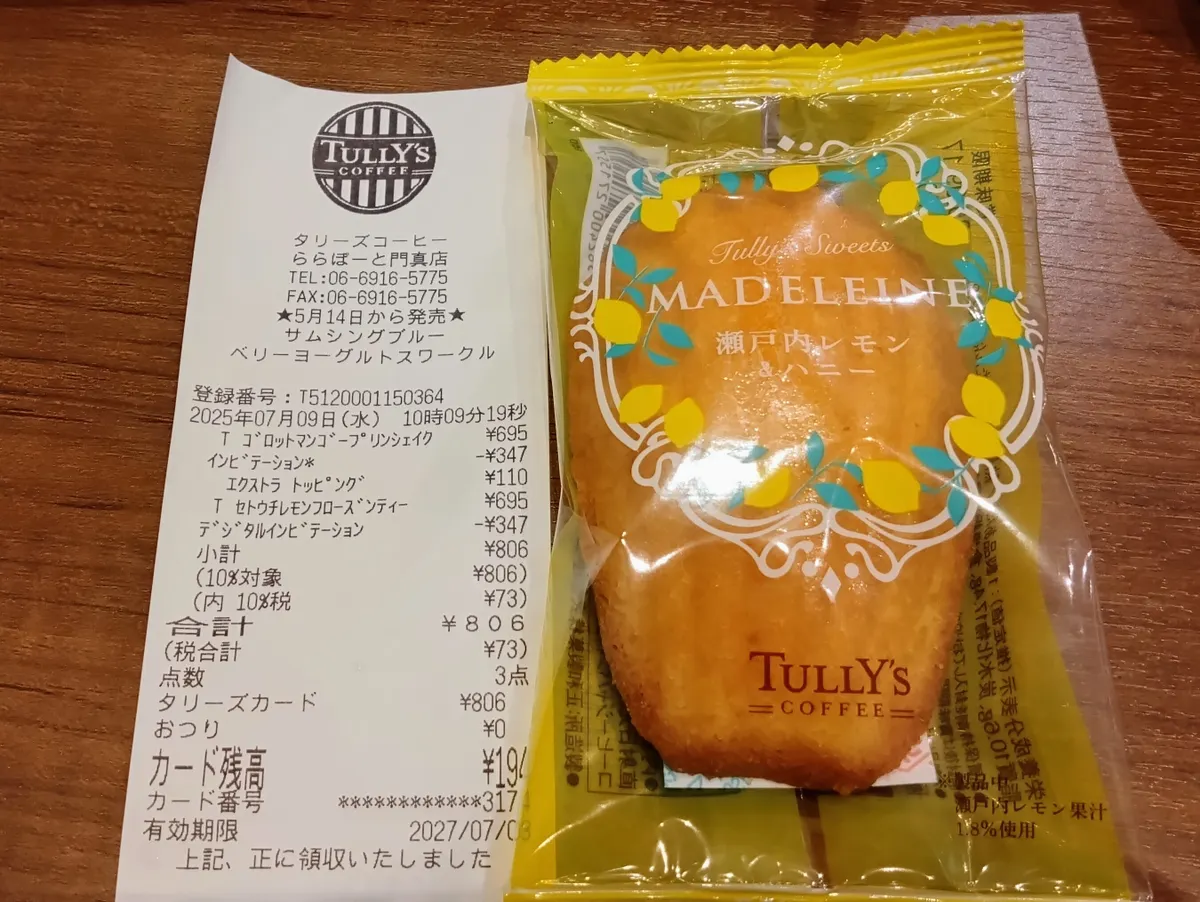 TULLY'S
COFFEE
タリーズコーヒー
ららぽーと門真店
TEL:06-6916-5775
FAX:06-6916-5775
★5月14日から発売★
サムシングブルー
ベリーヨーグルトスワークル
登録番号:T5120001150364
2025年07月09日(水) 10時09分19秒
T ゴロットマンゴープリンシェイク ¥695
インビテーション* -¥347
エクストラ トッピング ¥110
T セトウチレモンフローズンティー ¥695
デジタルインビテーション -¥347
小計 ¥806
(10%対象 ¥806)
(内 10%税 ¥73)
合計 ¥806
(税合計 ¥73)
点数 3点
タリーズカード ¥806
おつり ¥0
カード残高 ¥194
カード番号 ************317
有効期限 2027/07/0
上記、正に領収いたしました
Tully's Sweets
MADELEINE
瀬戸内レモン
&ハニー
TULLY'S
COFFEE
※製品中
瀬戸内レモン果汁
1.8%使用